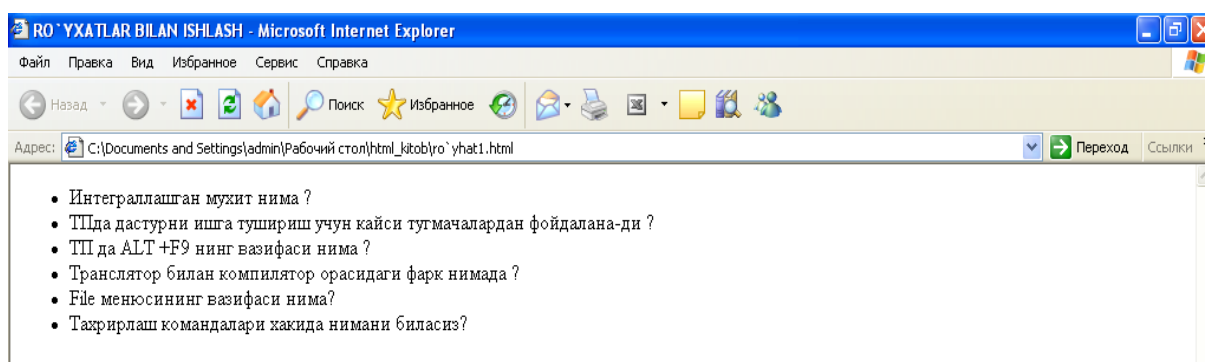 RO`YXATLAR BILAN ISHLASH - Microsoft Internet Explorer
Файл Правка Вид Избранное Сервис Справка
Назад Поиск Избранное
Адрес: C:\Documents and Settings\admin\Рабочий стол\html_kitob\ro`yhat1.html Переход Ссылки
• Интеграллашган мухит нима ?
• ТПда дастурни ишга тушириш учун кайси тугмачалардан фойдалана-ди ?
• ТП да ALT +F9 нинг вазифаси нима ?
• Транслятор билан компилятор орасидаги фарк нимада ?
• File менюсининг вазифаси нима?
• Тахрирлаш командалари хакида нимани биласиз?